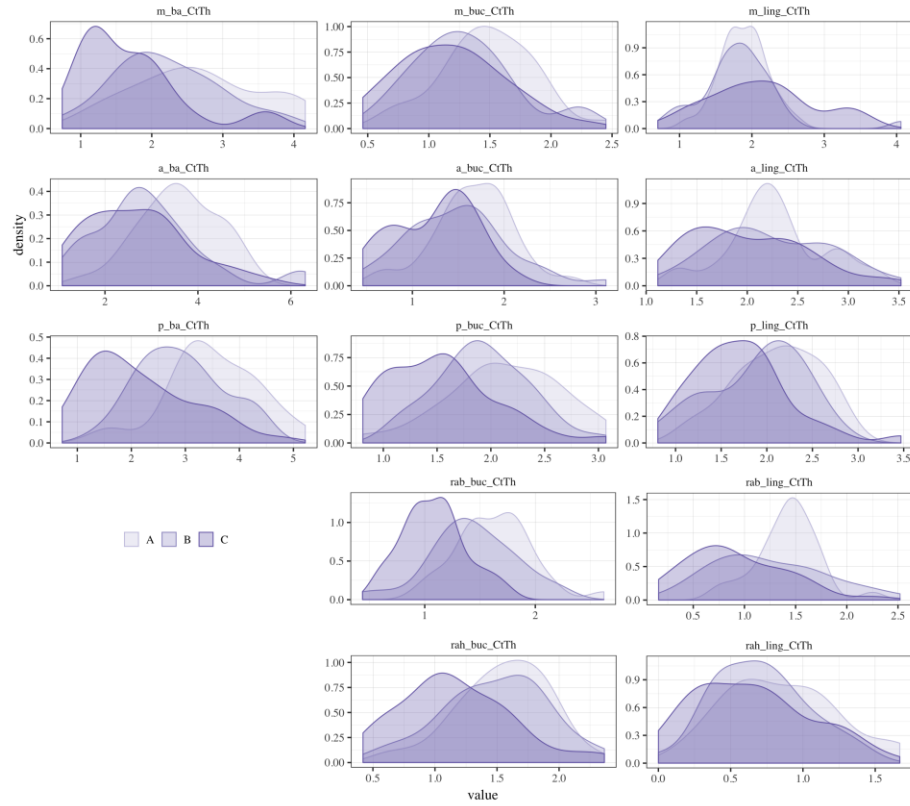 m_ba_CtTh
m_buc_CtTh
m_ling_CtTh
0.6
0.4
0.2
0.0
1 2 3 4
1.00
0.75
0.50
0.25
0.00
0.5 1.0 1.5 2.0 2.5
0.9
0.6
0.3
0.0
1 2 3 4
a_ba_CtTh
a_buc_CtTh
a_ling_CtTh
density
0.4
0.3
0.2
0.1
0.0
2 4 6
0.75
0.50
0.25
0.00
1 2 3
0.9
0.6
0.3
0.0
1.0 1.5 2.0 2.5 3.0 3.5
p_ba_CtTh
p_buc_CtTh
p_ling_CtTh
0.5
0.4
0.3
0.2
0.1
0.0
1 2 3 4 5
0.75
0.50
0.25
0.00
1.0 1.5 2.0 2.5 3.0
0.8
0.6
0.4
0.2
0.0
1.0 1.5 2.0 2.5 3.0 3.5
rab_buc_CtTh
rab_ling_CtTh
A B C
1.0
0.5
0.0
1 2
1.5
1.0
0.5
0.0
0.5 1.0 1.5 2.0 2.5
rah_buc_CtTh
rah_ling_CtTh
1.00
0.75
0.50
0.25
0.00
0.5 1.0 1.5 2.0
0.9
0.6
0.3
0.0
0.0 0.5 1.0 1.5
value